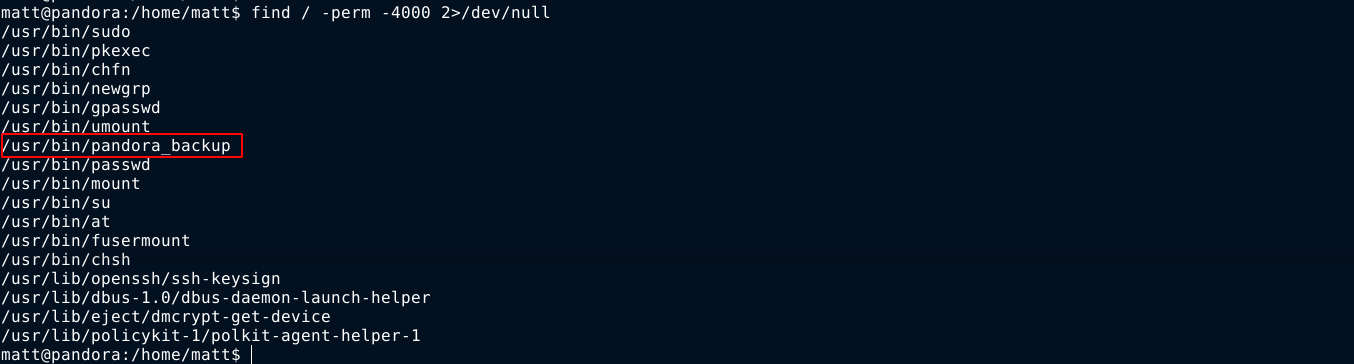 matt@pandora:/home/matt$ find / -perm -4000 2>/dev/null
/usr/bin/sudo
/usr/bin/pkexec
/usr/bin/chfn
/usr/bin/newgrp
/usr/bin/gpasswd
/usr/bin/umount
/usr/bin/pandora_backup
/usr/bin/passwd
/usr/bin/mount
/usr/bin/su
/usr/bin/at
/usr/bin/fusermount
/usr/bin/chsh
/usr/lib/openssh/ssh-keysign
/usr/lib/dbus-1.0/dbus-daemon-launch-helper
/usr/lib/eject/dmcrypt-get-device
/usr/lib/policykit-1/polkit-agent-helper-1
matt@pandora:/home/matt$